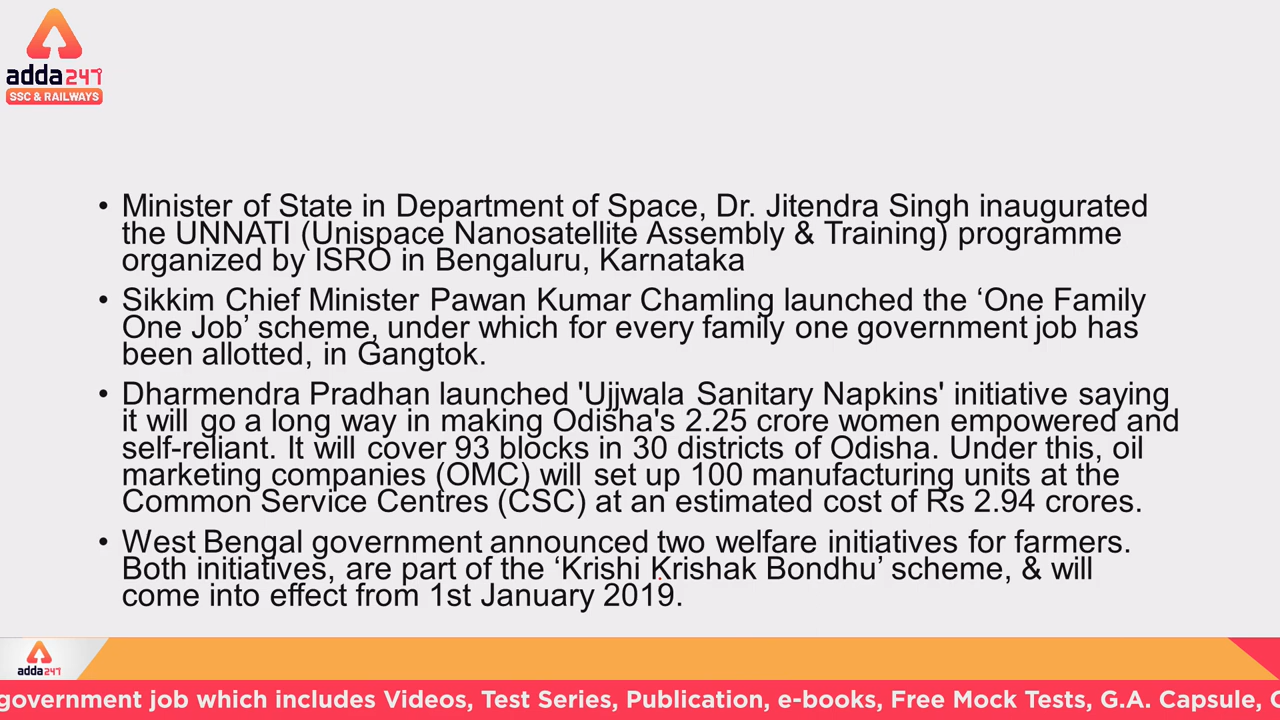 adda247
SSC & RAILWAYS
• Minister of State in Department of Space, Dr. Jitendra Singh inaugurated
the UNNATI (Unispace Nanosatellite Assembly & Training) programme
organized by ISRO in Bengaluru, Karnataka
• Sikkim Chief Minister Pawan Kumar Chamling launched the ‘One Family
One Job’ scheme, under which for every family one government job has
been allotted, in Gangtok.
• Dharmendra Pradhan launched 'Ujjwala Sanitary Napkins' initiative saying
it will go a long way in making Odisha's 2.25 crore women empowered and
self-reliant. It will cover 93 blocks in 30 districts of Odisha. Under this, oil
marketing companies (OMC) will set up 100 manufacturing units at the
Common Service Centres (CSC) at an estimated cost of Rs 2.94 crores.
• West Bengal government announced two welfare initiatives for farmers.
Both initiatives, are part of the ‘Krishi Krishak Bondhu’ scheme, & will
come into effect from 1st January 2019.
adda247
government job which includes Videos, Test Series, Publication, e-books, Free Mock Tests, G.A. Capsule,